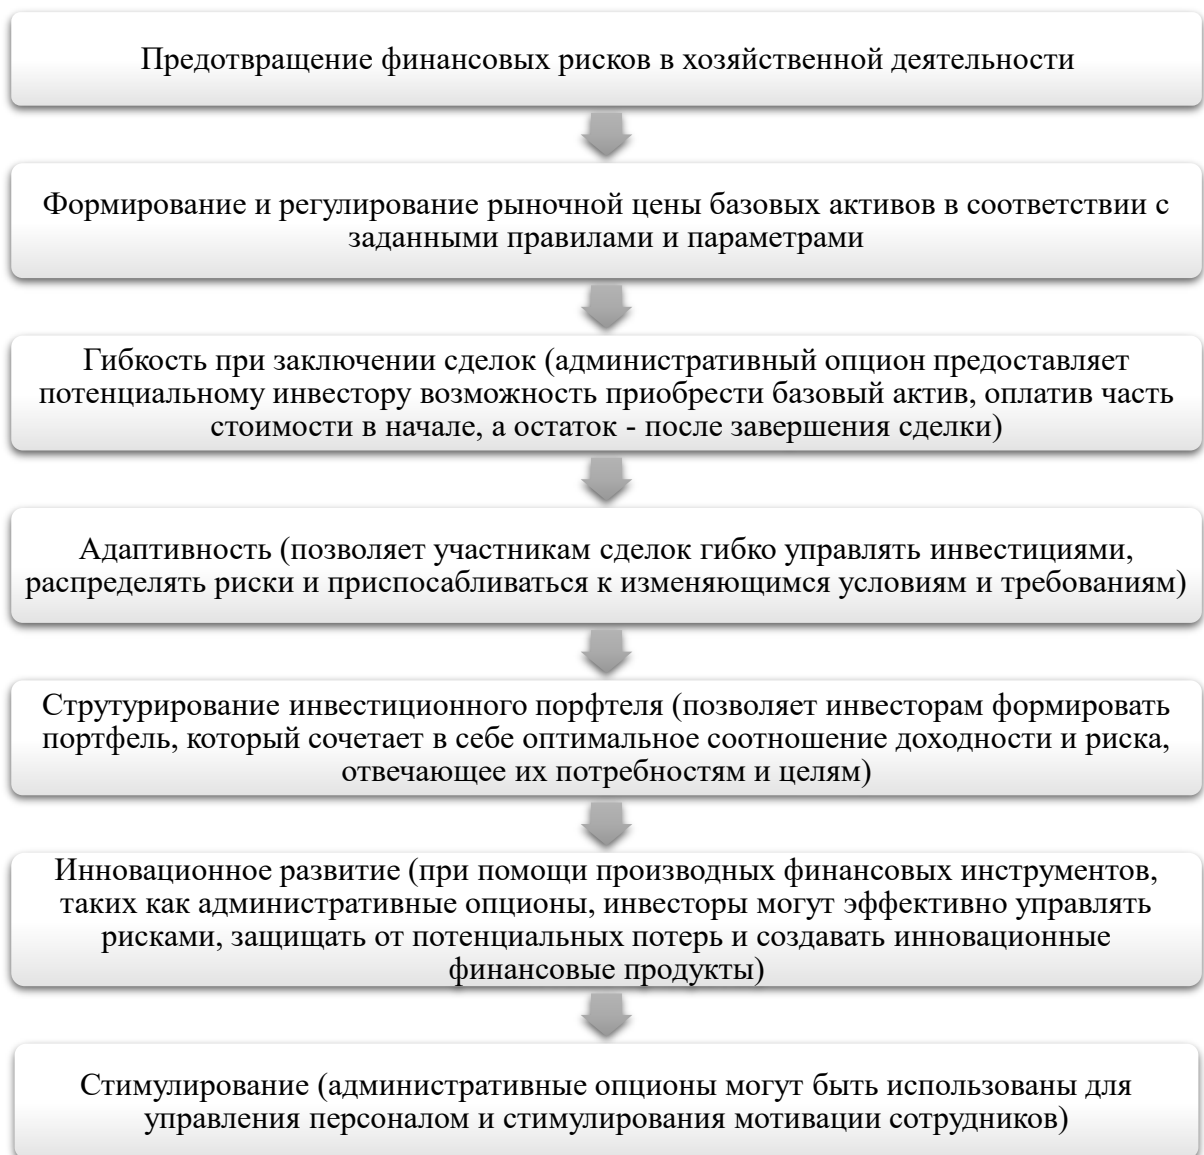 Предотвращение финансовых рисков в хозяйственной деятельности
Формирование и регулирование рыночной цены базовых активов в соответствии с
заданными правилами и параметрами
Гибкость при заключении сделок (административный опцион предоставляет
потенциальному инвестору возможность приобрести базовый актив, оплатив часть
стоимости в начале, а остаток - после завершения сделки)
Адаптивность (позволяет участникам сделок гибко управлять инвестициями,
распределять риски и приспосабливаться к изменяющимся условиям и требованиям)
Струтурирование инвестиционного порфтеля (позволяет инвесторам формировать
портфель, который сочетает в себе оптимальное соотношение доходности и риска,
отвечающее их потребностям и целям)
Инновационное развитие (при помощи производных финансовых инструментов,
таких как административные опционы, инвесторы могут эффективно управлять
рисками, защищать от потенциальных потерь и создавать инновационные
финансовые продукты)
Стимулирование (административные опционы могут быть использованы для
управления персоналом и стимулирования мотивации сотрудников)